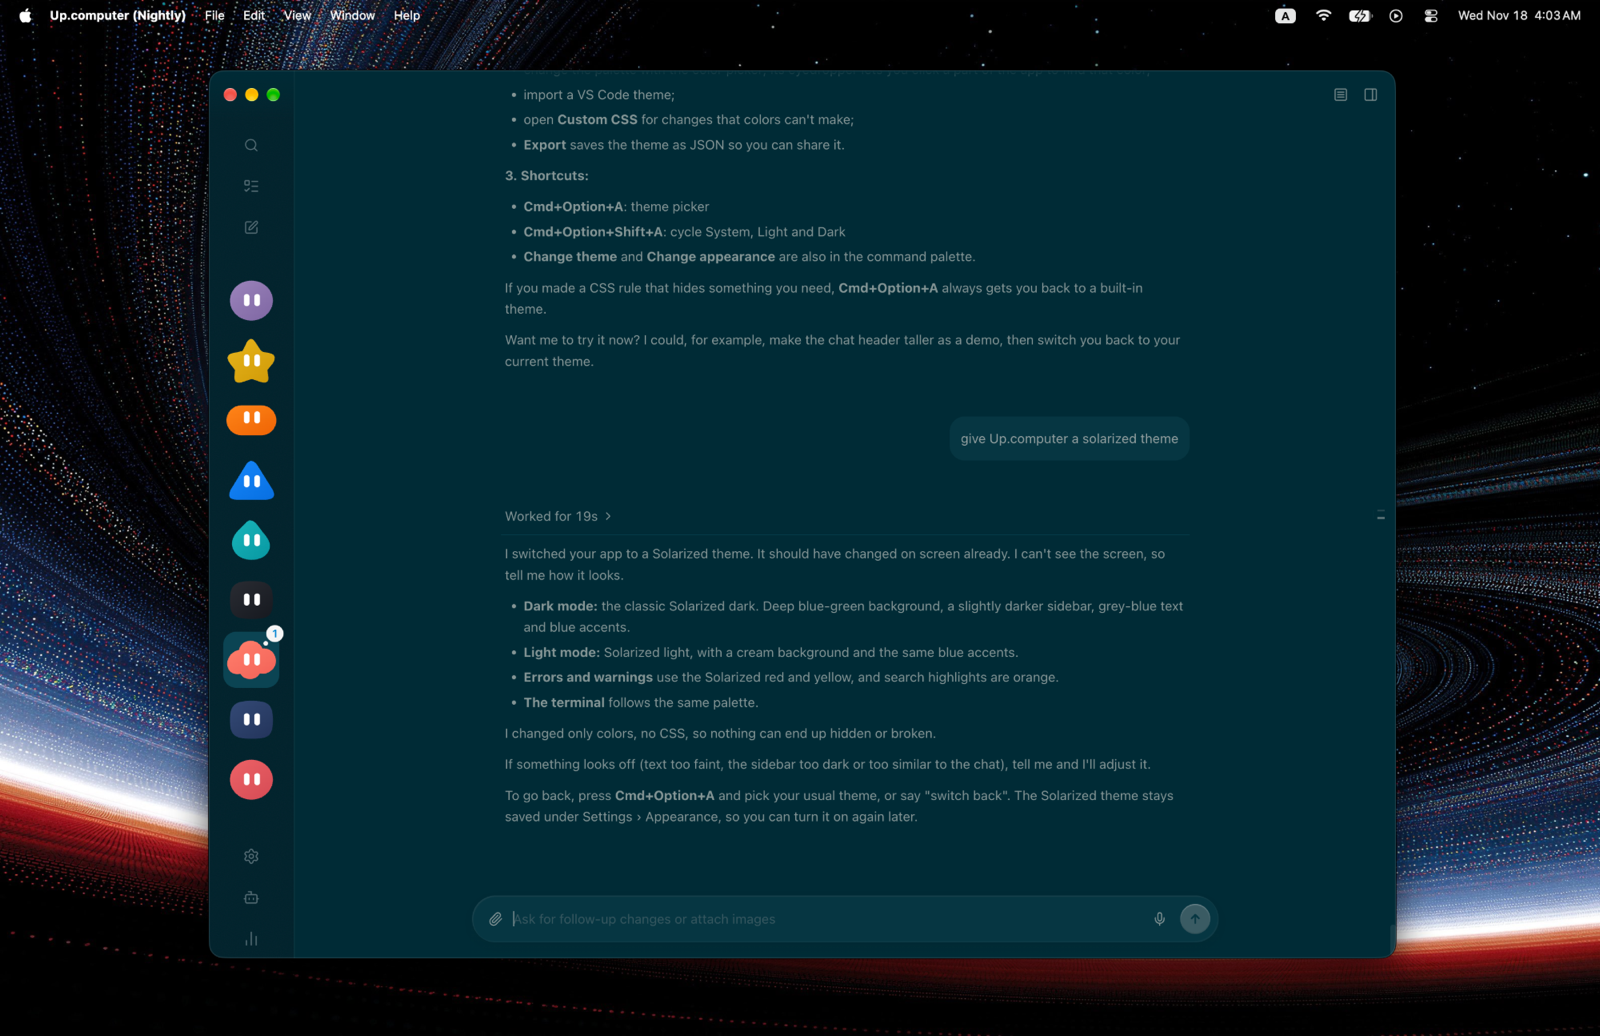 Up.computer (Nightly) File Edit View Window Help A Wed Nov 18 4:03 AM
• import a VS Code theme;
• open Custom CSS for changes that colors can't make;
• Export saves the theme as JSON so you can share it.
3. Shortcuts:
• Cmd+Option+A: theme picker
• Cmd+Option+Shift+A: cycle System, Light and Dark
• Change theme and Change appearance are also in the command palette.
If you made a CSS rule that hides something you need, Cmd+Option+A always gets you back to a built-in
theme.
Want me to try it now? I could, for example, make the chat header taller as a demo, then switch you back to your
current theme.
give Up.computer a solarized theme
Worked for 19s >
I switched your app to a Solarized theme. It should have changed on screen already. I can't see the screen, so
tell me how it looks.
• Dark mode: the classic Solarized dark. Deep blue-green background, a slightly darker sidebar, grey-blue text
and blue accents.
• Light mode: Solarized light, with a cream background and the same blue accents.
• Errors and warnings use the Solarized red and yellow, and search highlights are orange.
• The terminal follows the same palette.
I changed only colors, no CSS, so nothing can end up hidden or broken.
If something looks off (text too faint, the sidebar too dark or too similar to the chat), tell me and I'll adjust it.
To go back, press Cmd+Option+A and pick your usual theme, or say "switch back". The Solarized theme stays
saved under Settings › Appearance, so you can turn it on again later.
1
Ask for follow-up changes or attach images